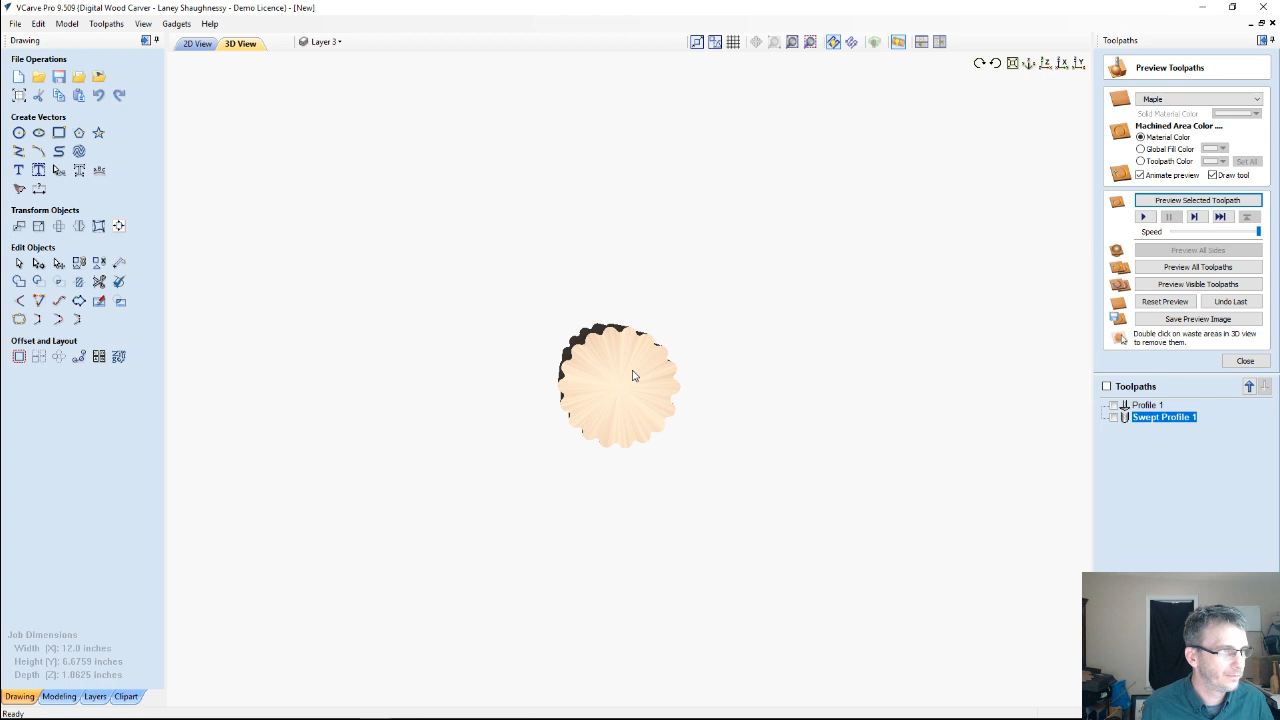 VCarve Pro 9.509 {Digital Wood Carver - Laney Shaughnessy - Demo Licence} - [New]
File Edit Model Toolpaths View Gadgets Help
Drawing
2D View 3D View Layer 3
Toolpaths
File Operations
Create Vectors
Transform Objects
Edit Objects
Offset and Layout
Job Dimensions
Width (X): 12.0 inches
Height (Y): 6.6759 inches
Depth (Z): 1.0625 inches
Drawing Modeling Layers Clipart
Ready
Preview Toolpaths
Maple
Solid Material Color
Machined Area Color ....
Material Color
Global Fill Color
Toolpath Color Set All
Animate preview Draw tool
Preview Selected Toolpath
Speed
Preview All Sides
Preview All Toolpaths
Preview Visible Toolpaths
Reset Preview Undo Last
Save Preview Image
Double click on waste areas in 3D view
to remove them.
Close
Toolpaths
Profile 1
Swept Profile 1